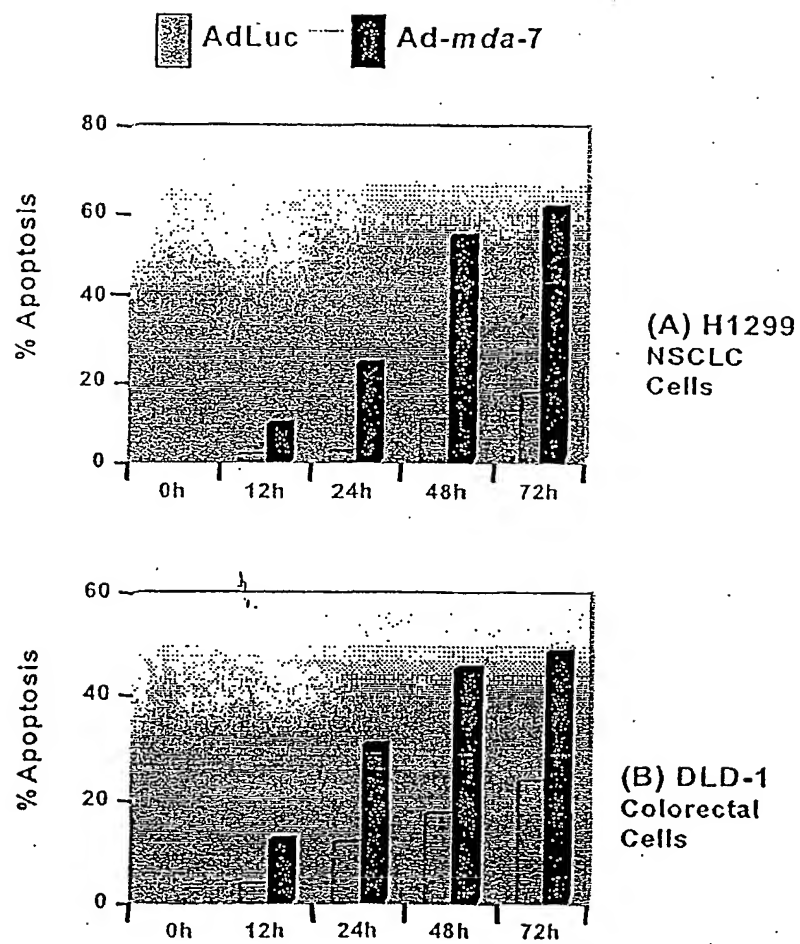 AdLuc Ad-mda-7
80
60
40
20
0
% Apoptosis
0h 12h 24h 48h 72h
(A) H1299
NSCLC
Cells
60
40
20
0
% Apoptosis
0h 12h 24h 48h 72h
(B) DLD-1
Colorectal
Cells